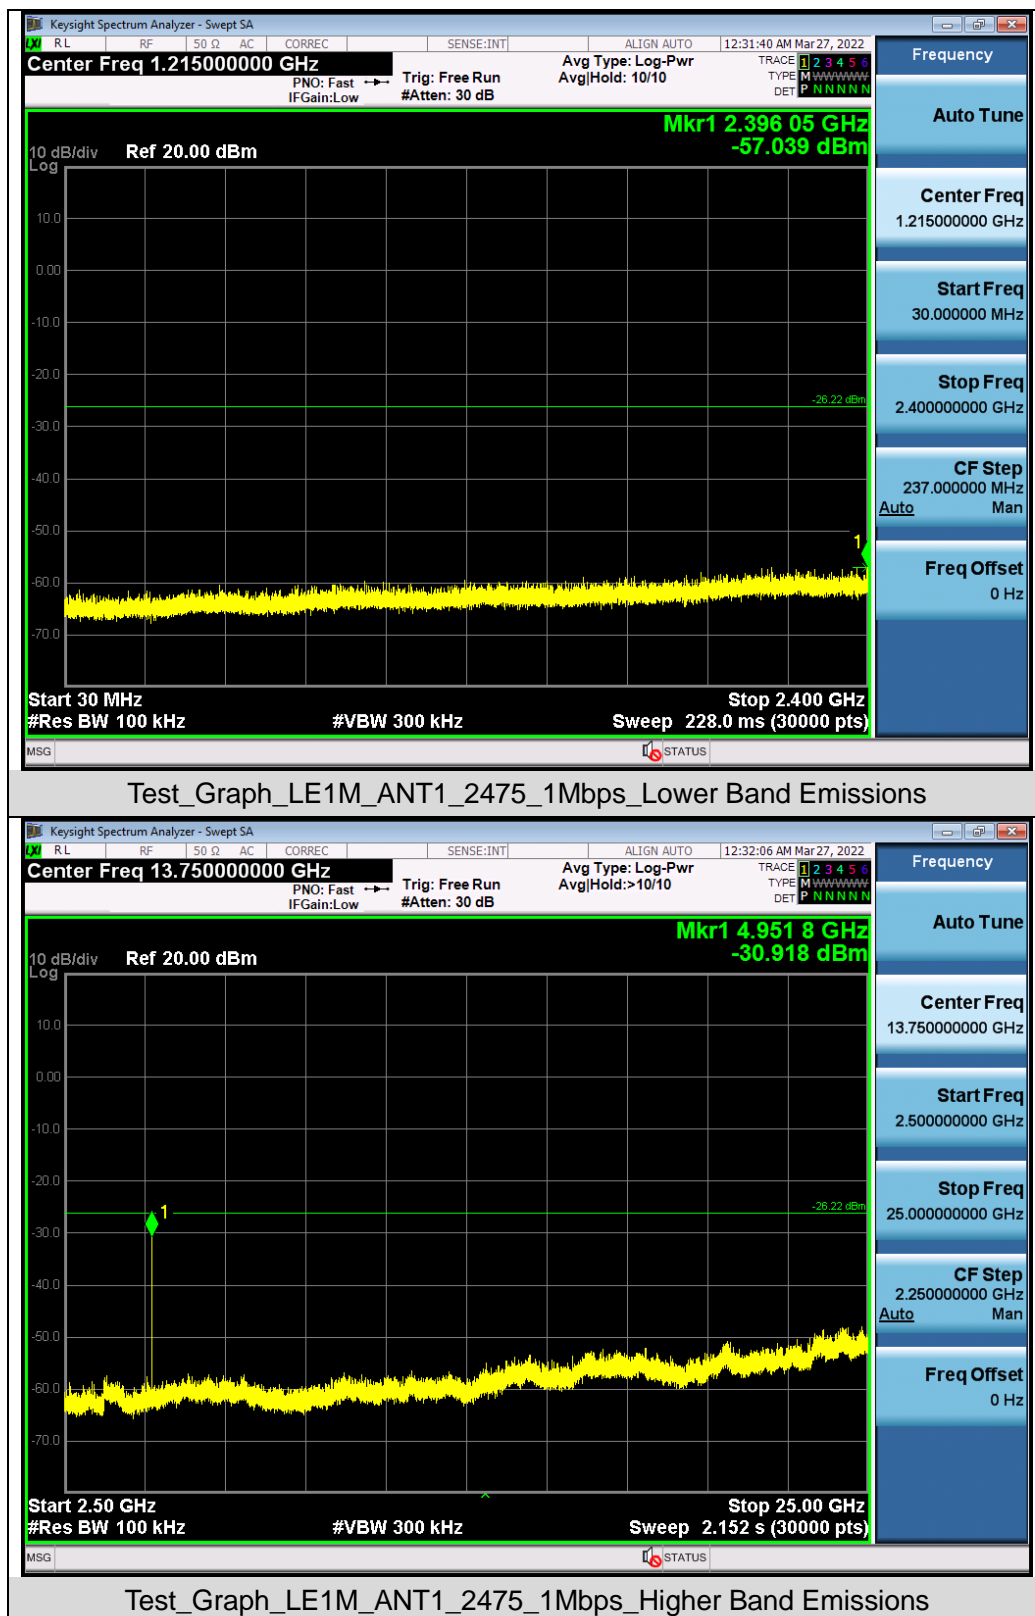 Keysight Spectrum Analyzer - Swept SA
LXI RL RF 50 Ω AC CORREC SENSE:INT ALIGN AUTO 12:31:40 AM Mar 27, 2022
Center Freq 1.215000000 GHz
PNO: Fast
IFGain:Low
Trig: Free Run
#Atten: 30 dB
Avg Type: Log-Pwr
Avg|Hold: 10/10
TRACE 1 2 3 4 5 6
TYPE M WWWWW
DET P N N N N N
Mkr1 2.396 05 GHz
-57.039 dBm
10 dB/div Ref 20.00 dBm
Log
10.0
0.00
-10.0
-20.0
-26.22 dBm
-30.0
-40.0
-50.0
1
-60.0
-70.0
Start 30 MHz Stop 2.400 GHz
#Res BW 100 kHz #VBW 300 kHz Sweep 228.0 ms (30000 pts)
MSG STATUS
Frequency
Auto Tune
Center Freq
1.215000000 GHz
Start Freq
30.000000 MHz
Stop Freq
2.400000000 GHz
CF Step
237.000000 MHz
Auto Man
Freq Offset
0 Hz
Test_Graph_LE1M_ANT1_2475_1Mbps_Lower Band Emissions
Keysight Spectrum Analyzer - Swept SA
LXI RL RF 50 Ω AC CORREC SENSE:INT ALIGN AUTO 12:32:06 AM Mar 27, 2022
Center Freq 13.750000000 GHz
PNO: Fast
IFGain:Low
Trig: Free Run
#Atten: 30 dB
Avg Type: Log-Pwr
Avg|Hold:>10/10
TRACE 1 2 3 4 5 6
TYPE M WWWWW
DET P N N N N N
Mkr1 4.951 8 GHz
-30.918 dBm
10 dB/div Ref 20.00 dBm
Log
10.0
0.00
-10.0
-20.0
1
-26.22 dBm
-30.0
-40.0
-50.0
-60.0
-70.0
Start 2.50 GHz Stop 25.00 GHz
#Res BW 100 kHz #VBW 300 kHz Sweep 2.152 s (30000 pts)
MSG STATUS
Frequency
Auto Tune
Center Freq
13.750000000 GHz
Start Freq
2.500000000 GHz
Stop Freq
25.000000000 GHz
CF Step
2.250000000 GHz
Auto Man
Freq Offset
0 Hz
Test_Graph_LE1M_ANT1_2475_1Mbps_Higher Band Emissions